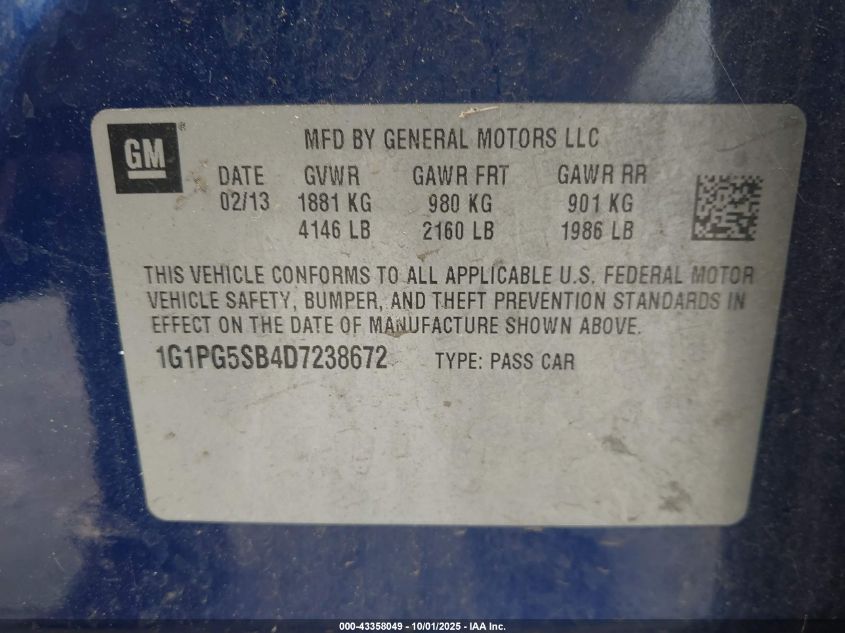 GM®
MFD BY GENERAL MOTORS LLC
DATE GVWR GAWR FRT GAWR RR
02/13 1881 KG 980 KG 901 KG
4146 LB 2160 LB 1986 LB
THIS VEHICLE CONFORMS TO ALL APPLICABLE U.S. FEDERAL MOTOR
VEHICLE SAFETY, BUMPER, AND THEFT PREVENTION STANDARDS IN
EFFECT ON THE DATE OF MANUFACTURE SHOWN ABOVE.
1G1PG5SB4D7238672 TYPE: PASS CAR
000-43358049 - 10/01/2025 - IAA Inc.